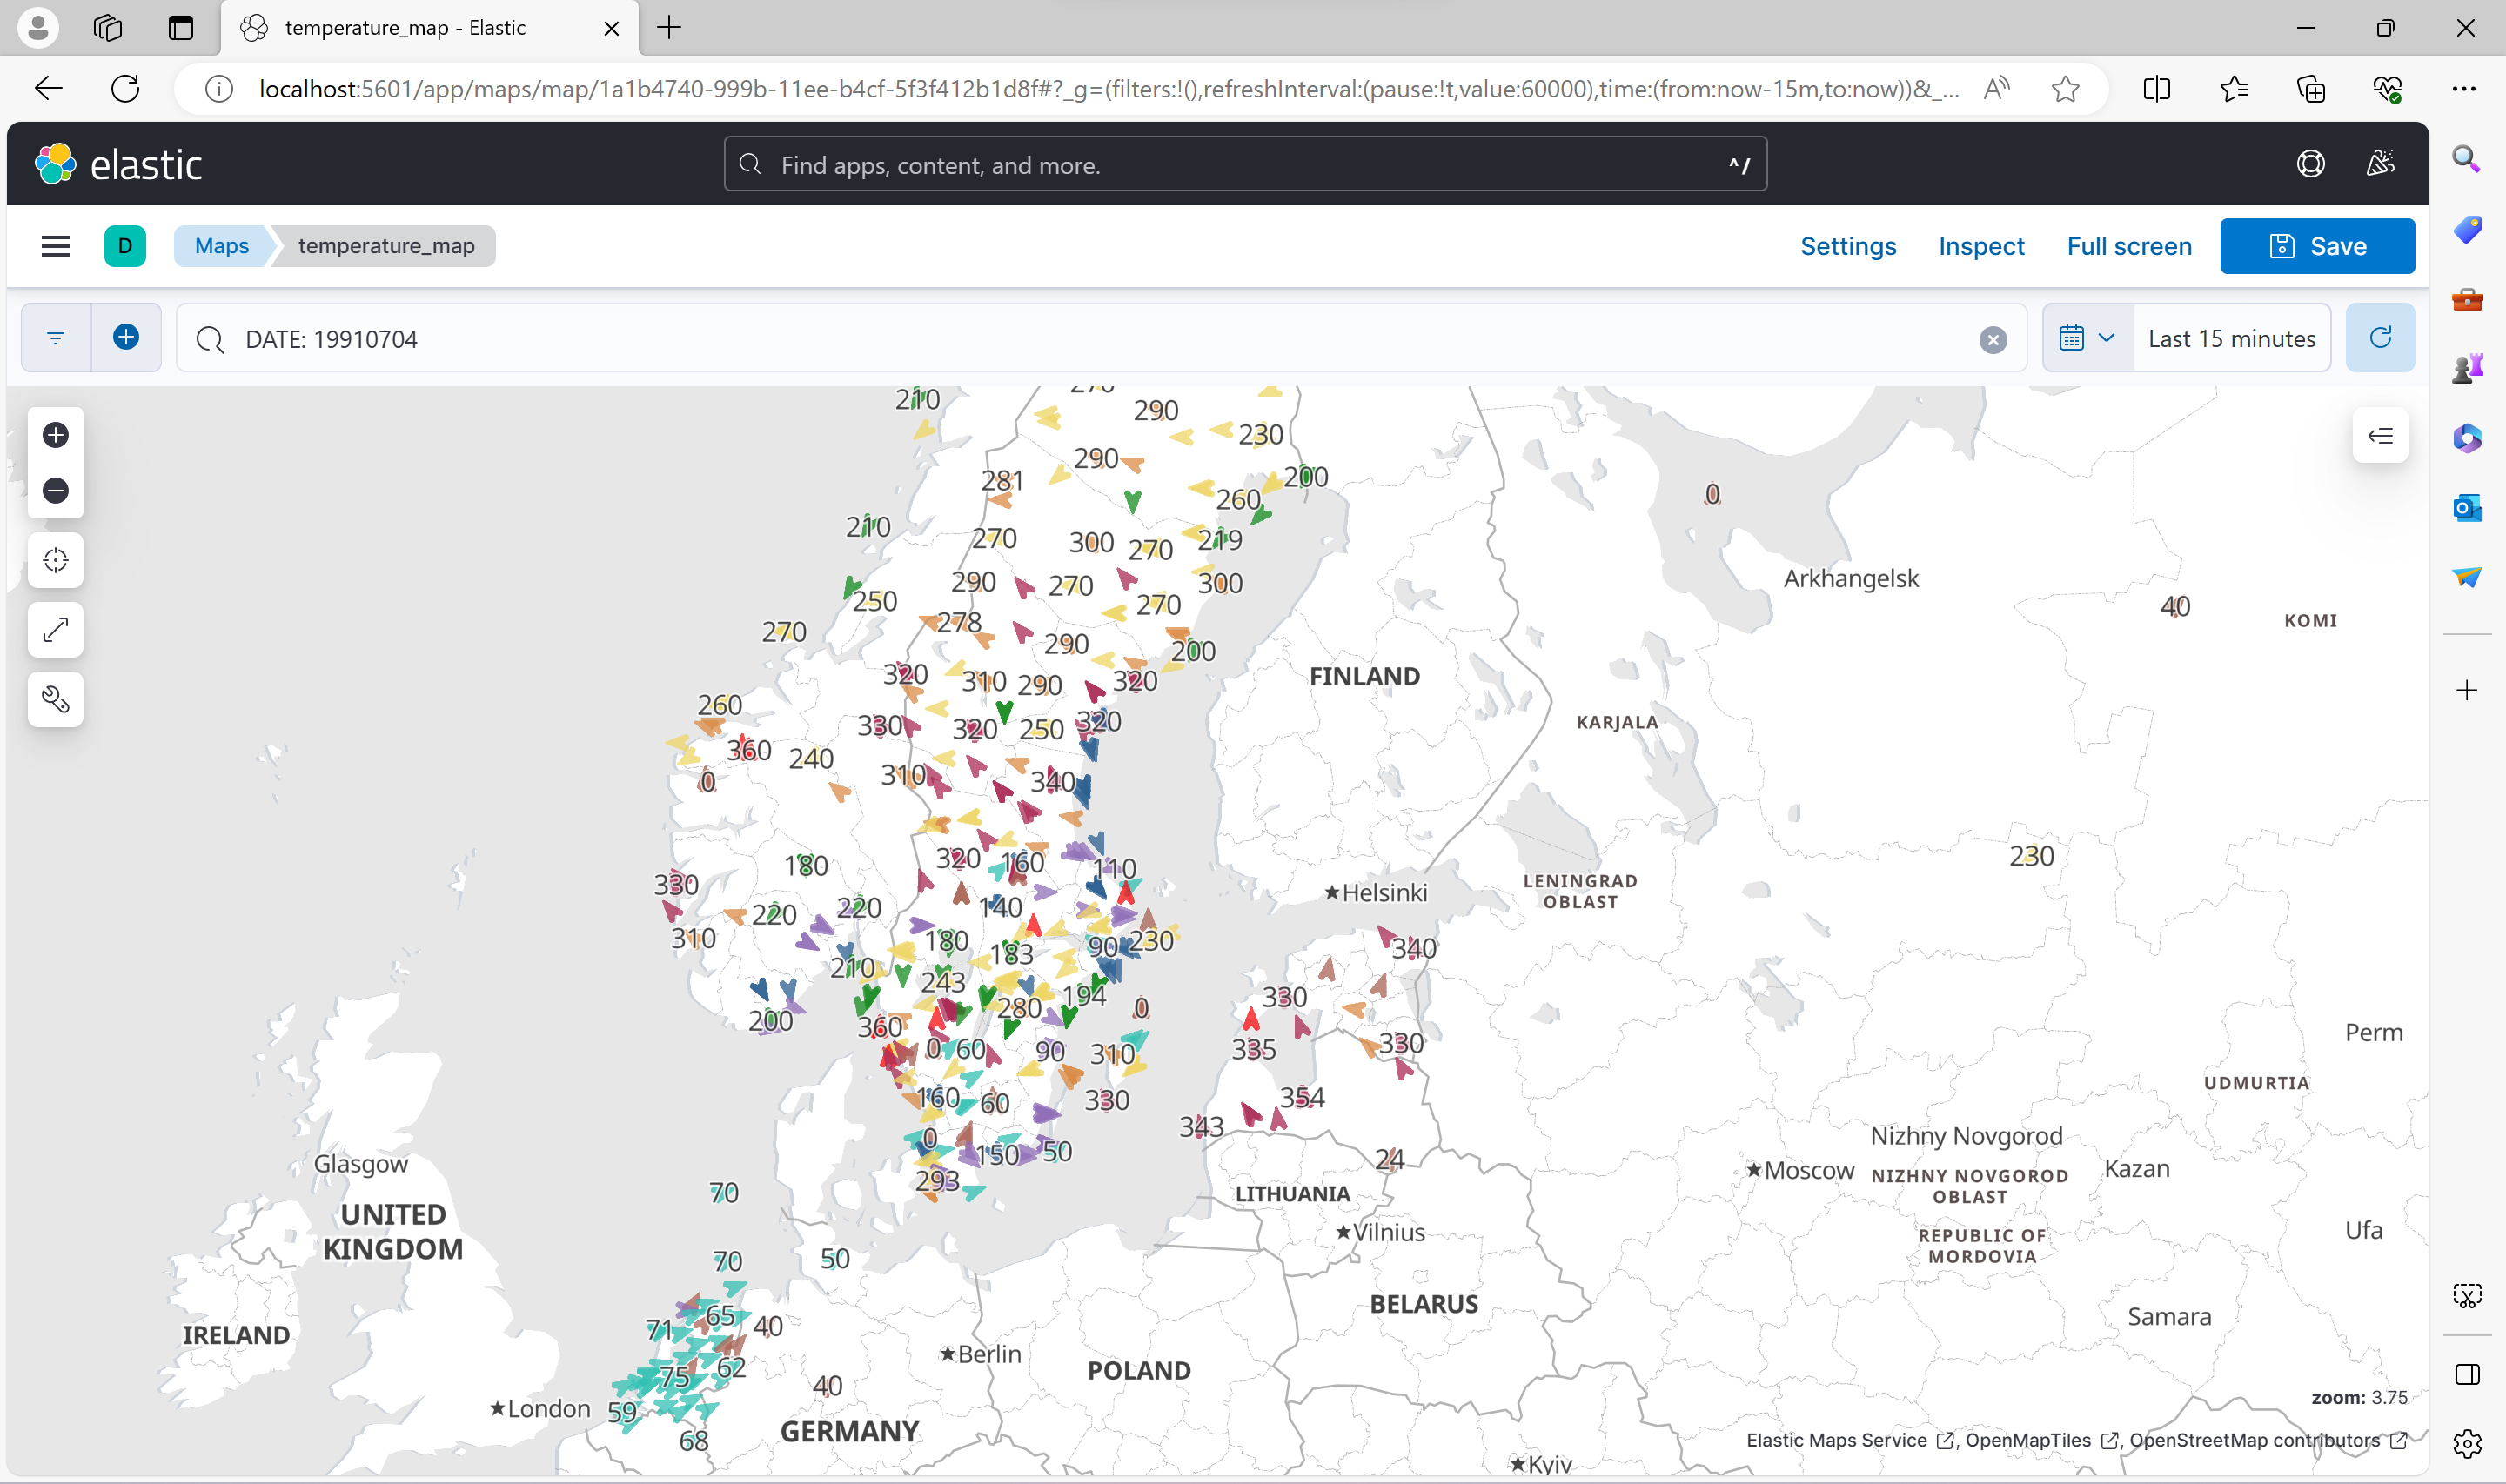 temperature_map - Elastic
localhost:5601/app/maps/map/1a1b4740-999b-11ee-b4cf-5f3f412b1d8f#?_g=(filters:!(),refreshInterval:(pause:!t,value:60000),time:(from:now-15m,to:now))&_...
elastic
Find apps, content, and more.
^ /
D
Maps
temperature_map
Settings
Inspect
Full screen
Save
DATE: 19910704
Last 15 minutes
210
290
230
290
281
200
260
0
210
270
300
270
219
290
270
300
Arkhangelsk
250
270
40
KOMI
270
278
290
200
320
310
290
320
FINLAND
260
330
320
250
320
KARJALA
360
240
310
340
0
180
320
160
110
230
330
220
220
140
Helsinki
LENINGRAD
OBLAST
310
180
183
90
230
340
210
243
280
194
0
330
200
360
0
60
90
310
335
330
Perm
160
60
330
354
UDMURTIA
343
0
150
50
24
Glasgow
Nizhny Novgorod
Moscow
NIZHNY NOVGOROD
OBLAST
Kazan
293
70
LITHUANIA
UNITED
KINGDOM
Vilnius
REPUBLIC OF
MORDOVIA
Ufa
70
50
BELARUS
IRELAND
71
65
40
Samara
Berlin
POLAND
75
62
40
London
59
GERMANY
68
zoom: 3.75
Elastic Maps Service , OpenMapTiles , OpenStreetMap contributors
Kyiv